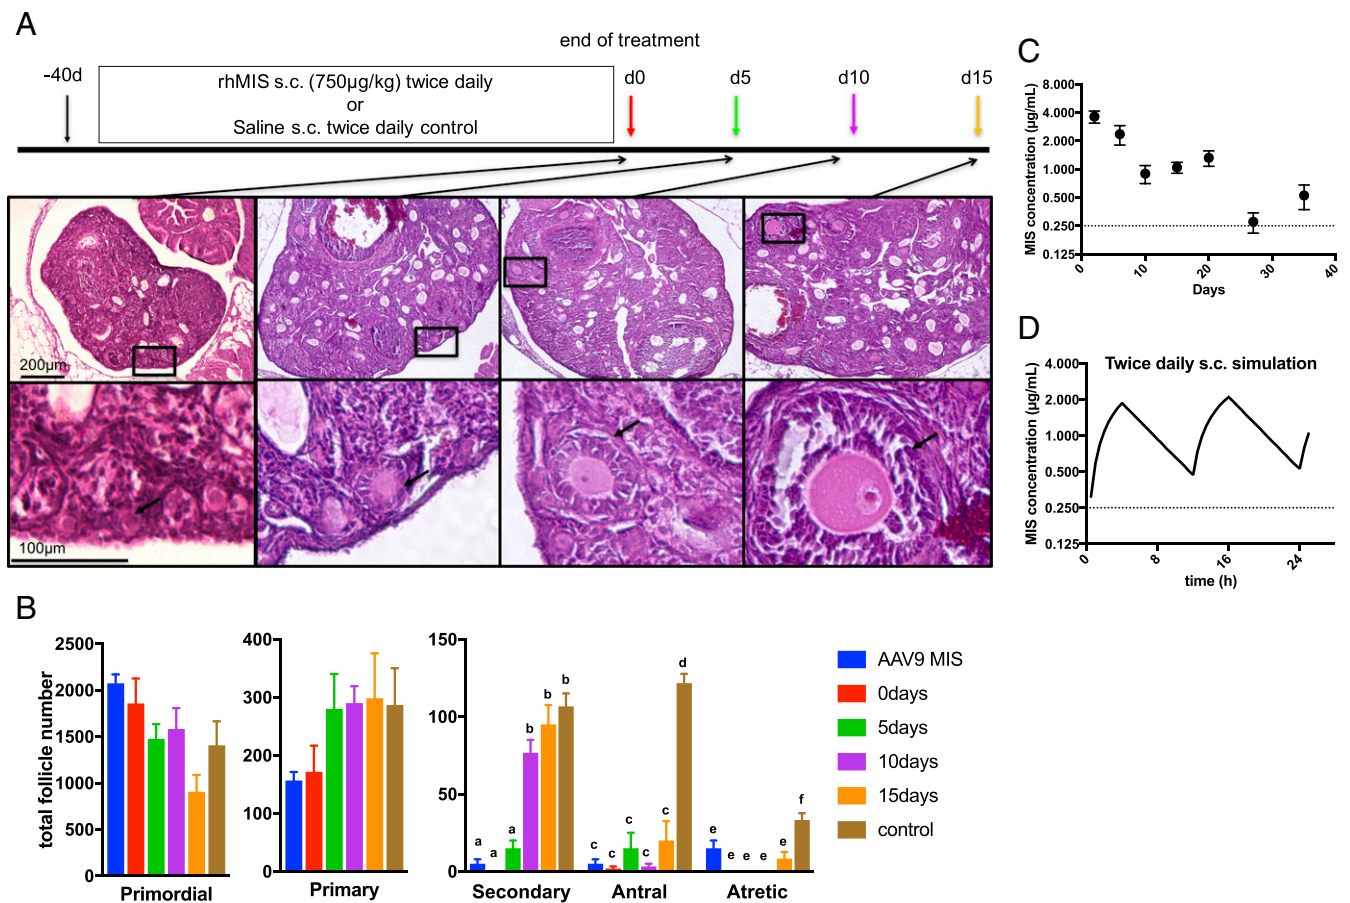 A
end of treatment
-40d
rhMIS s.c. (750µg/kg) twice daily
or
Saline s.c. twice daily control
d0
d5
d10
d15
200µm
100µm
B
total follicle number
2500
2000
1500
1000
500
0
Primordial
400
300
200
100
0
Primary
150
100
50
0
a
a
a
b
b
b
Secondary
c
c
c
c
c
d
Antral
e
e
e
e
e
f
Atretic
AAV9 MIS
0days
5days
10days
15days
control
C
MIS concentration (µg/mL)
8.000
4.000
2.000
1.000
0.500
0.250
0.125
0
10
20
30
40
Days
D
Twice daily s.c. simulation
MIS concentration (µg/mL)
4.000
2.000
1.000
0.500
0.250
0.125
0
8
16
24
time (h)